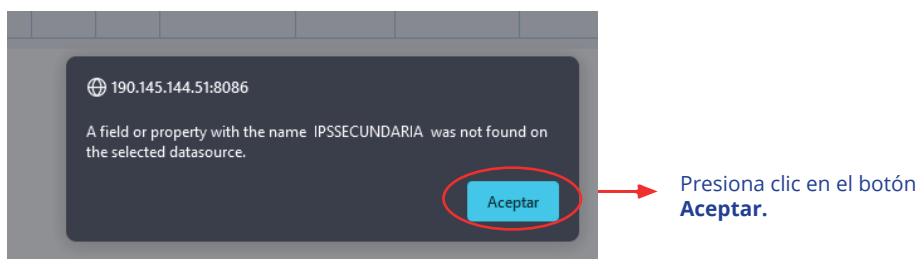 190.145.144.51:8086
A field or property with the name IPSSECUNDARIA was not found on
the selected datasource.
Aceptar
Presiona clic en el botón
Aceptar.